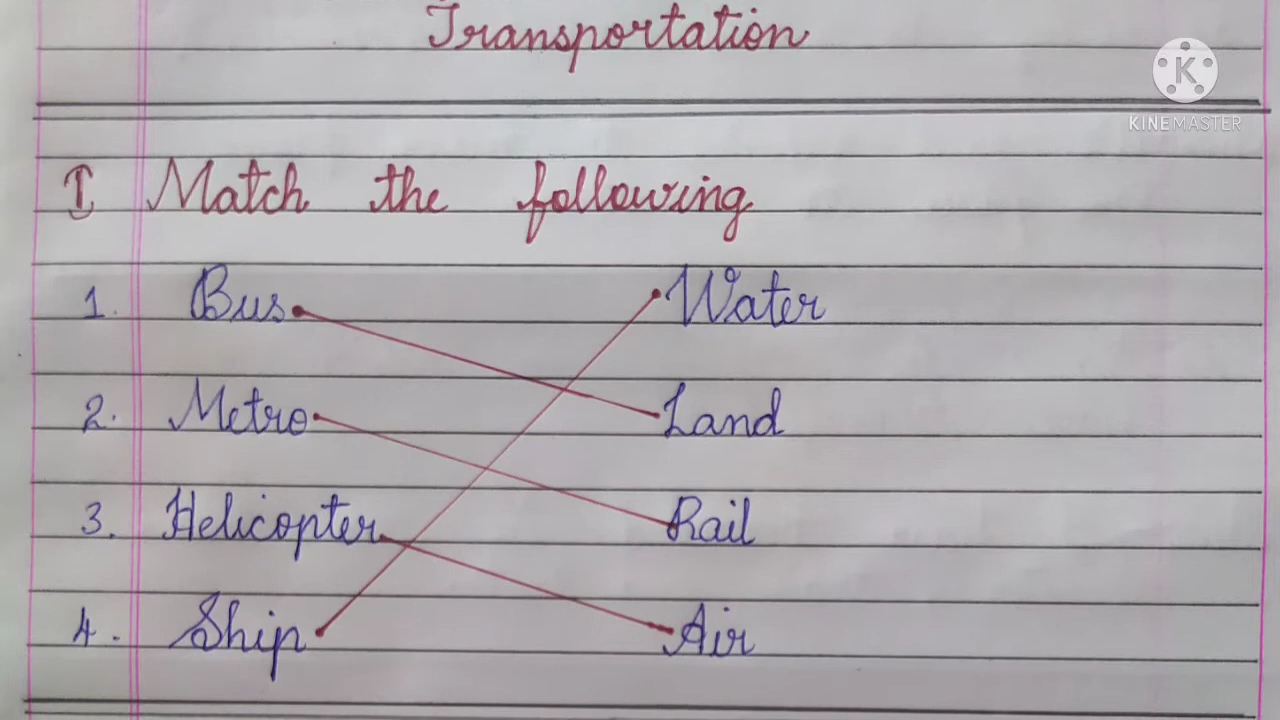 Transportation
K
KINEMASTER
I Match the following
1. Bus Water
2. Metro Land
3. Helicopter Rail
4. Ship Air